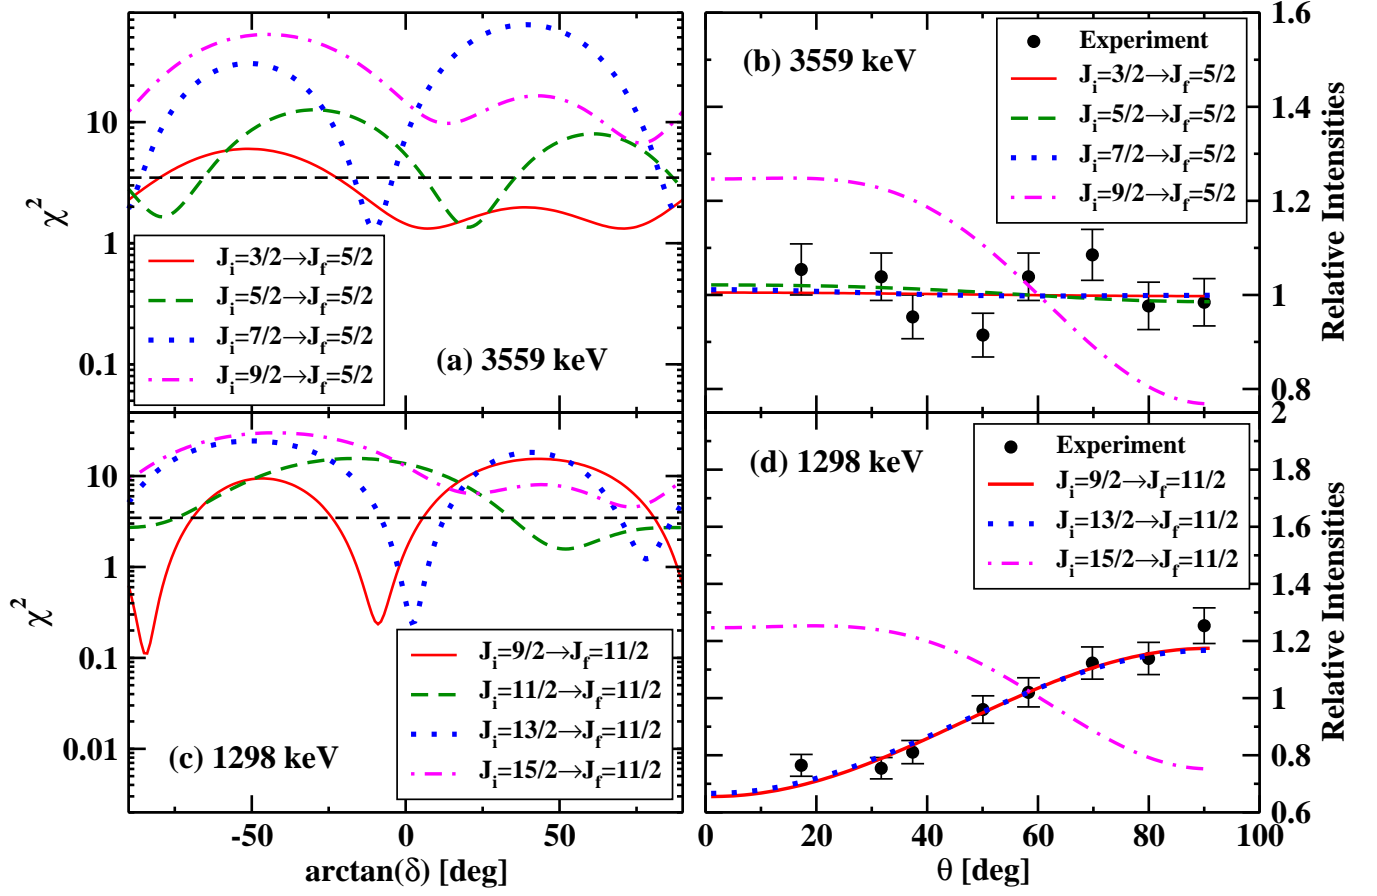 χ²
10
1
0.1
J_i=3/2→J_f=5/2
J_i=5/2→J_f=5/2
J_i=7/2→J_f=5/2
J_i=9/2→J_f=5/2
(a) 3559 keV
(b) 3559 keV
Experiment
J_i=3/2→J_f=5/2
J_i=5/2→J_f=5/2
J_i=7/2→J_f=5/2
J_i=9/2→J_f=5/2
1.6
1.4
1.2
1
0.8
Relative Intensities
χ²
10
1
0.1
0.01
J_i=9/2→J_f=11/2
J_i=11/2→J_f=11/2
J_i=13/2→J_f=11/2
J_i=15/2→J_f=11/2
(c) 1298 keV
-50
0
50
arctan(δ) [deg]
(d) 1298 keV
Experiment
J_i=9/2→J_f=11/2
J_i=13/2→J_f=11/2
J_i=15/2→J_f=11/2
2
1.8
1.6
1.4
1.2
1
0.8
0.6
Relative Intensities
0
20
40
60
80
100
θ [deg]